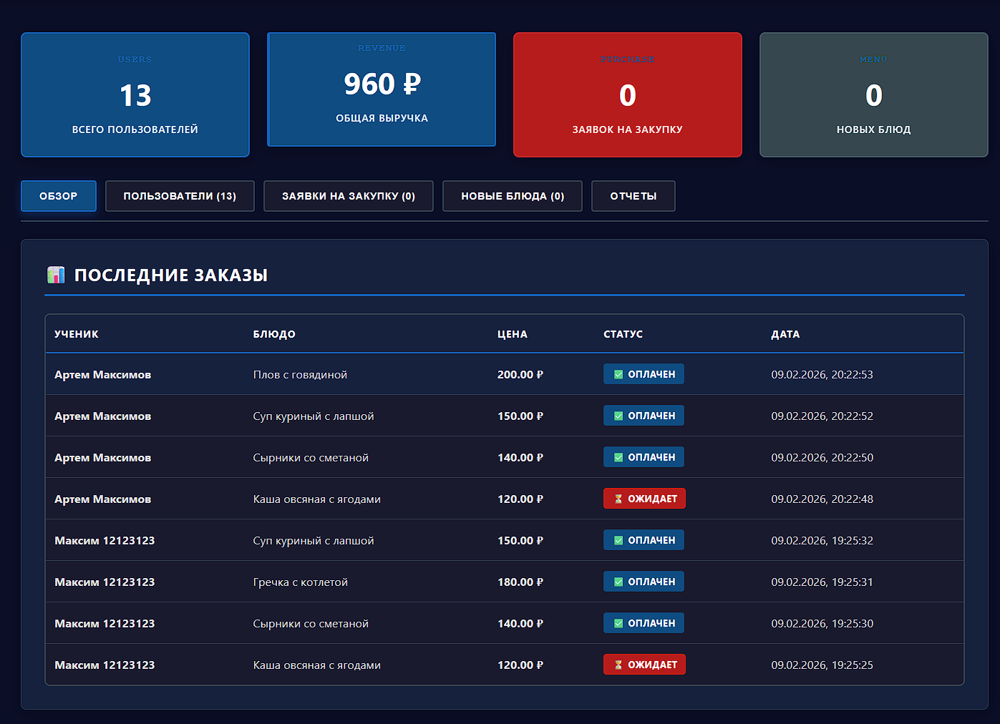 USERS
13
ВСЕГО ПОЛЬЗОВАТЕЛЕЙ
REVENUE
960 ₽
ОБЩАЯ ВЫРУЧКА
PURCHASE
0
ЗАЯВОК НА ЗАКУПКУ
MENU
0
НОВЫХ БЛЮД
ОБЗОР
ПОЛЬЗОВАТЕЛИ (13)
ЗАЯВКИ НА ЗАКУПКУ (0)
НОВЫЕ БЛЮДА (0)
ОТЧЕТЫ
ПОСЛЕДНИЕ ЗАКАЗЫ
УЧЕНИК БЛЮДО ЦЕНА СТАТУС ДАТА
Артем Максимов Плов с говядиной 200.00 ₽ ✅ ОПЛАЧЕН 09.02.2026, 20:22:53
Артем Максимов Суп куриный с лапшой 150.00 ₽ ✅ ОПЛАЧЕН 09.02.2026, 20:22:52
Артем Максимов Сырники со сметаной 140.00 ₽ ✅ ОПЛАЧЕН 09.02.2026, 20:22:50
Артем Максимов Каша овсяная с ягодами 120.00 ₽ ⏳ ОЖИДАЕТ 09.02.2026, 20:22:48
Максим 12123123 Суп куриный с лапшой 150.00 ₽ ✅ ОПЛАЧЕН 09.02.2026, 19:25:32
Максим 12123123 Гречка с котлетой 180.00 ₽ ✅ ОПЛАЧЕН 09.02.2026, 19:25:31
Максим 12123123 Сырники со сметаной 140.00 ₽ ✅ ОПЛАЧЕН 09.02.2026, 19:25:30
Максим 12123123 Каша овсяная с ягодами 120.00 ₽ ⏳ ОЖИДАЕТ 09.02.2026, 19:25:25